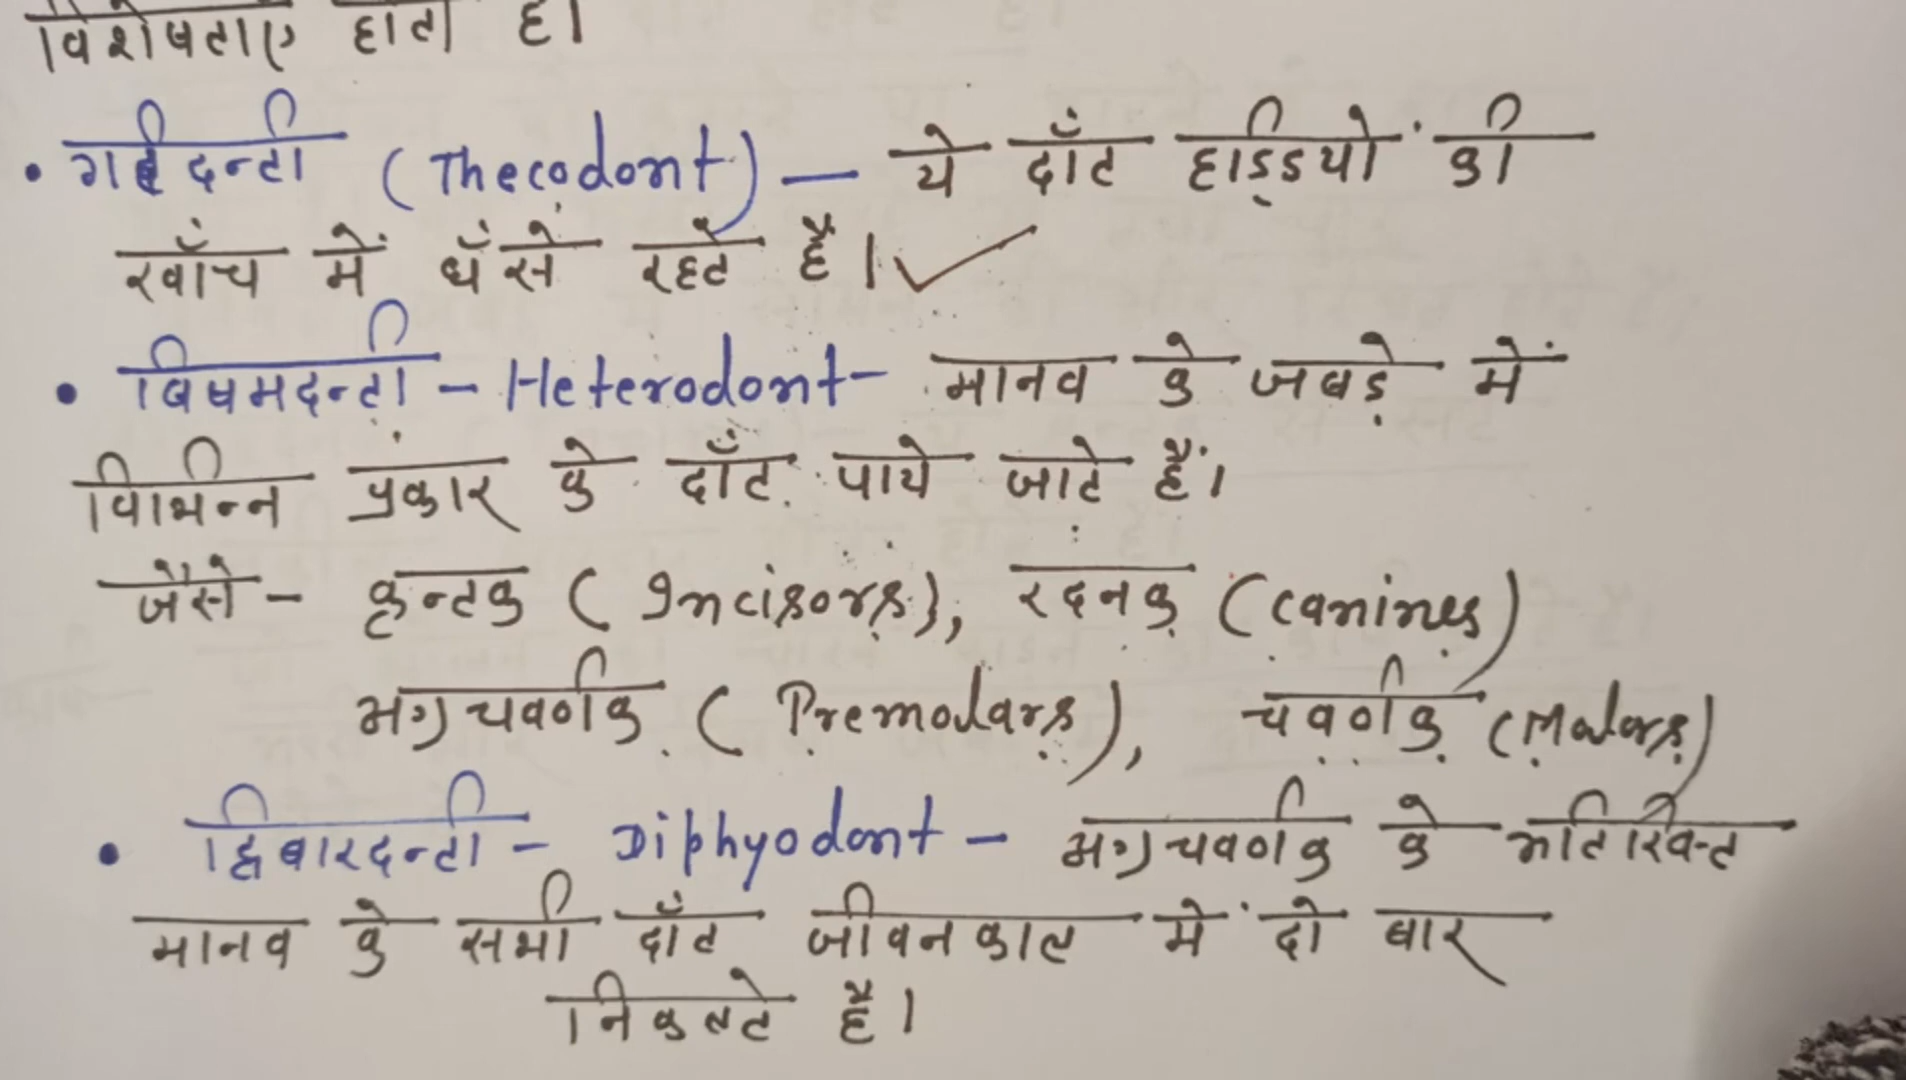 विशेषताएं होती है।
• गर्तदन्ती (Thecodont) — ये दाँत हड्डियों की
खाँच में धँसे रहते हैं।
• विषमदन्ती - Heterodont - मानव के जबड़े में
विभिन्न प्रकार के दाँत पाये जाते हैं।
जैसे - कृन्तक (Incisors), रदनक (Canines)
अग्रचवर्णक (Premolars), चवर्णक (Molars)
• द्विबारदन्ती - Diphyodont - अग्रचवर्णक के अतिरिक्त
मानव के सभी दाँत जीवनकाल में दो बार
निकलते हैं।